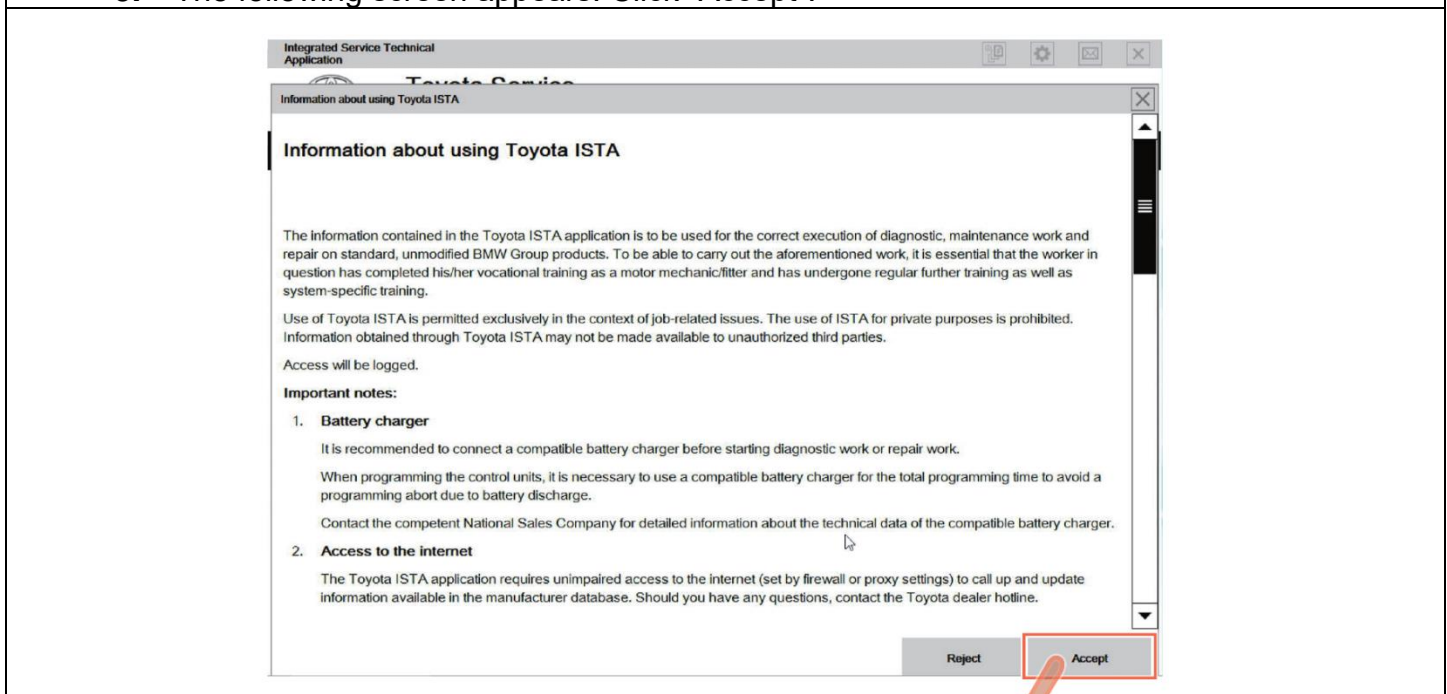 The following screen appears. Click "Accept".
Integrated Service Technical
Application
Toyota Service
Information about using Toyota ISTA
Information about using Toyota ISTA
The information contained in the Toyota ISTA application is to be used for the correct execution of diagnostic, maintenance work and
repair on standard, unmodified BMW Group products. To be able to carry out the aforementioned work, it is essential that the worker in
question has completed his/her vocational training as a motor mechanic/fitter and has undergone regular further training as well as
system-specific training.
Use of Toyota ISTA is permitted exclusively in the context of job-related issues. The use of ISTA for private purposes is prohibited.
Information obtained through Toyota ISTA may not be made available to unauthorized third parties.
Access will be logged.
Important notes:
1. Battery charger
It is recommended to connect a compatible battery charger before starting diagnostic work or repair work.
When programming the control units, it is necessary to use a compatible battery charger for the total programming time to avoid a
programming abort due to battery discharge.
Contact the competent National Sales Company for detailed information about the technical data of the compatible battery charger.
2. Access to the internet
The Toyota ISTA application requires unimpaired access to the internet (set by firewall or proxy settings) to call up and update
information available in the manufacturer database. Should you have any questions, contact the Toyota dealer hotline.
Reject Accept